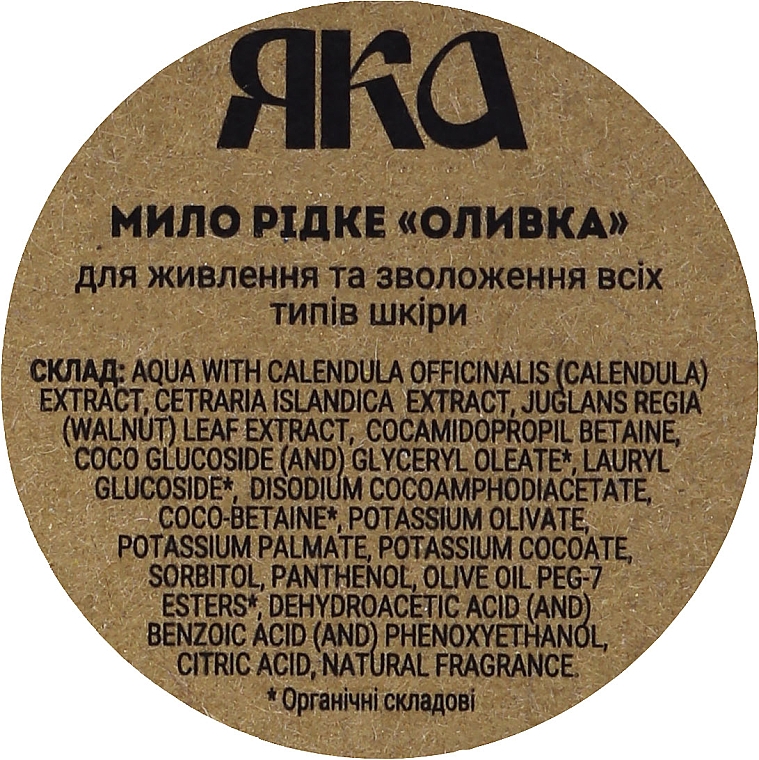 ЯКА
МИЛО РІДКЕ «ОЛИВКА»
для живлення та зволоження всіх
типів шкіри
СКЛАД: AQUA WITH CALENDULA OFFICINALIS (CALENDULA)
EXTRACT, CETRARIA ISLANDICA EXTRACT, JUGLANS REGIA
(WALNUT) LEAF EXTRACT, COCAMIDOPROPIL BETAINE,
COCO GLUCOSIDE (AND) GLYCERYL OLEATE*, LAURYL
GLUCOSIDE*, DISODIUM COCOAMPHODIACETATE,
COCO-BETAINE*, POTASSIUM OLIVATE,
POTASSIUM PALMATE, POTASSIUM COCOATE,
SORBITOL, PANTHENOL, OLIVE OIL PEG-7
ESTERS*, DEHYDROACETIC ACID (AND)
BENZOIC ACID (AND) PHENOXYETHANOL,
CITRIC ACID, NATURAL FRAGRANCE.
* Органічні складові